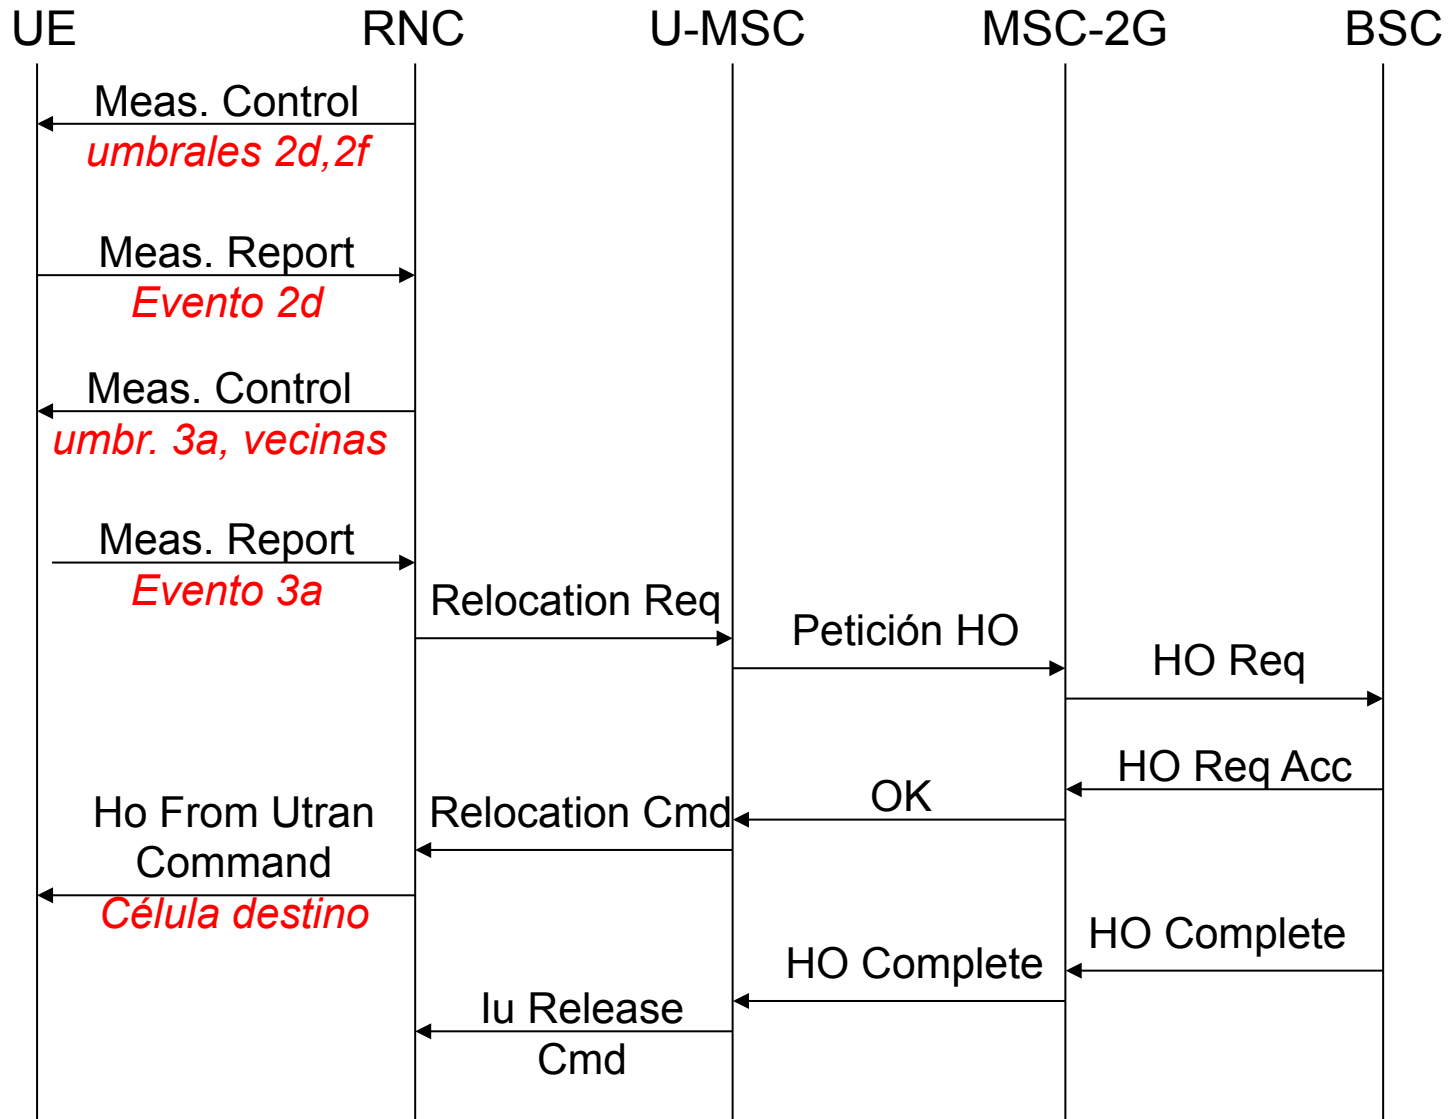 UE RNC U-MSC MSC-2G BSC
Meas. Control
umbrales 2d,2f
Meas. Report
Evento 2d
Meas. Control
umbr. 3a, vecinas
Meas. Report
Evento 3a
Relocation Req
Petición HO
HO Req
HO Req Acc
OK
Relocation Cmd
Ho From Utran
Command
Célula destino
HO Complete
HO Complete
Iu Release
Cmd